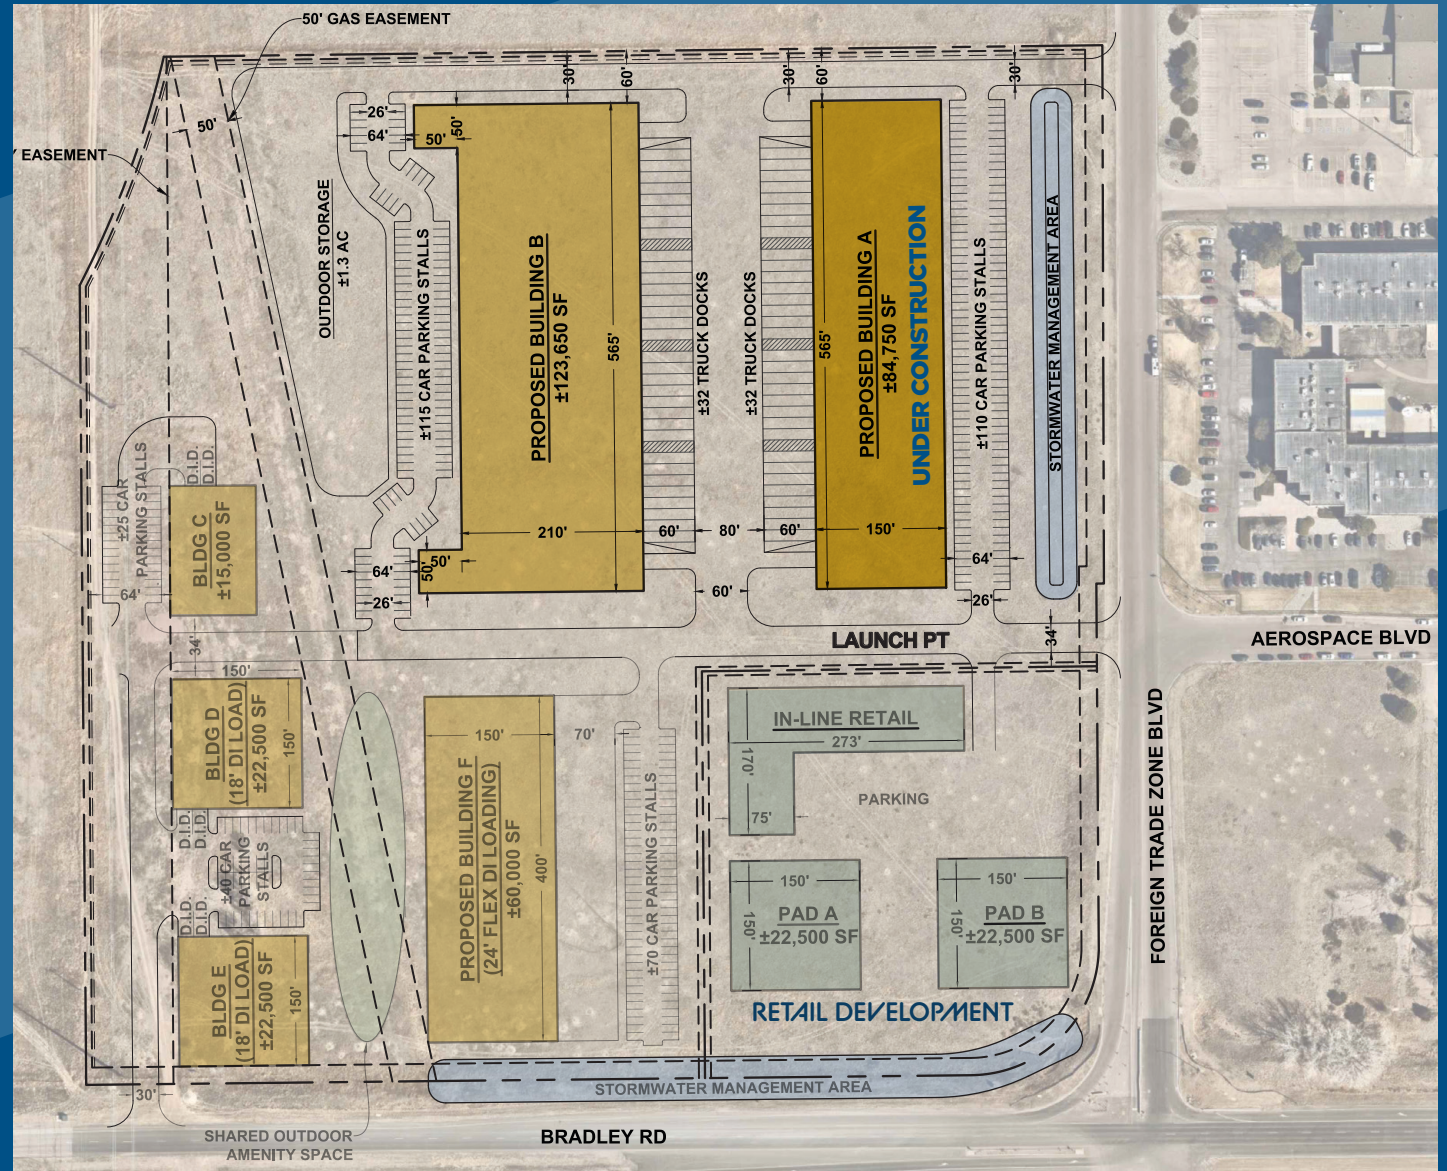 50' GAS EASEMENT
50'
Y EASEMENT
OUTDOOR STORAGE
±1.3 AC
26'
64'
50'
50'
30'
60'
±115 CAR PARKING STALLS
PROPOSED BUILDING B
±123,650 SF
565'
210'
50'
50'
64'
26'
±32 TRUCK DOCKS
60'
80'
60'
60'
±32 TRUCK DOCKS
30'
60'
PROPOSED BUILDING A
±84,750 SF
UNDER CONSTRUCTION
565'
150'
30'
±110 CAR PARKING STALLS
64'
26'
STORMWATER MANAGEMENT AREA
34'
LAUNCH PT
AEROSPACE BLVD
FOREIGN TRADE ZONE BLVD
±25 CAR
PARKING STALLS
D.I.D.
D.I.D.
BLDG C
±15,000 SF
64'
34'
150'
BLDG D
(18' DI LOAD)
±22,500 SF
150'
D.I.D.
D.I.D.
±40 CAR
PARKING
STALLS
D.I.D.
D.I.D.
BLDG E
(18' DI LOAD)
±22,500 SF
150'
30'
SHARED OUTDOOR
AMENITY SPACE
150'
PROPOSED BUILDING F
(24' FLEX DI LOADING)
±60,000 SF
400'
70'
±70 CAR PARKING STALLS
IN-LINE RETAIL
273'
170'
75'
PARKING
150'
150'
PAD A
±22,500 SF
150'
150'
PAD B
±22,500 SF
RETAIL DEVELOPMENT
STORMWATER MANAGEMENT AREA
BRADLEY RD